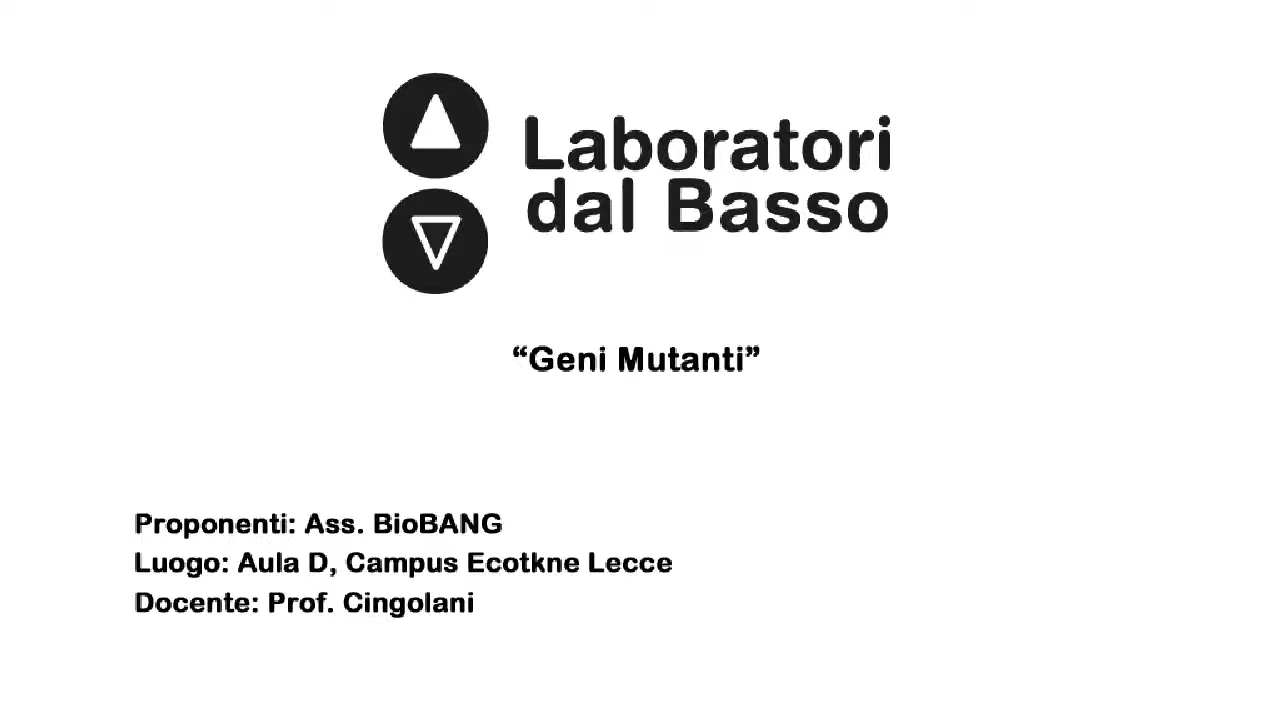 Laboratori
dal Basso
“Geni Mutanti”
Proponenti: Ass. BioBANG
Luogo: Aula D, Campus Ecotkne Lecce
Docente: Prof. Cingolani